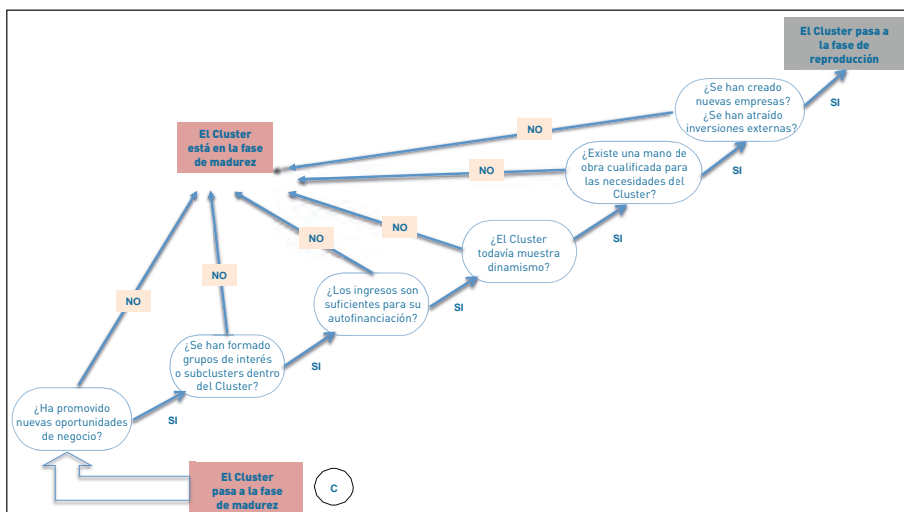 El Cluster pasa a
la fase de
reproducción
¿Se han creado
nuevas empresas?
¿Se han atraído
inversiones externas?
SI
NO
El Cluster
está en la fase
de madurez
¿Existe una mano de
obra cualificada para
las necesidades del
Cluster?
SI
NO
¿El Cluster
todavía muestra
dinamismo?
SI
NO
¿Los ingresos son
suficientes para su
autofinanciación?
SI
NO
¿Se han formado
grupos de interés
o subclusters dentro
del Cluster?
SI
NO
¿Ha promovido
nuevas oportunidades
de negocio?
SI
NO
El Cluster
pasa a la fase
de madurez
C